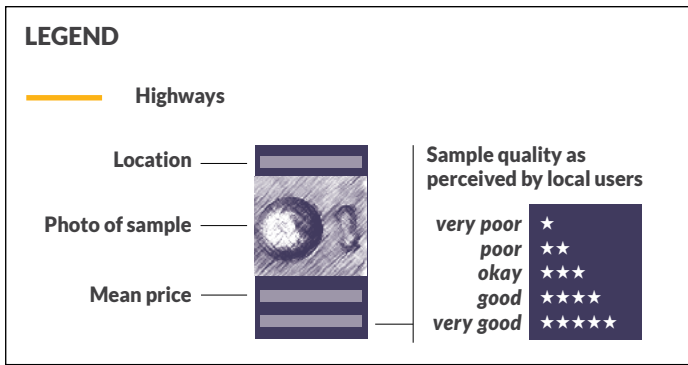 LEGEND
Highways
Location
Photo of sample
Mean price
Sample quality as
perceived by local users
very poor ★
poor ★★
okay ★★★
good ★★★★
very good ★★★★★